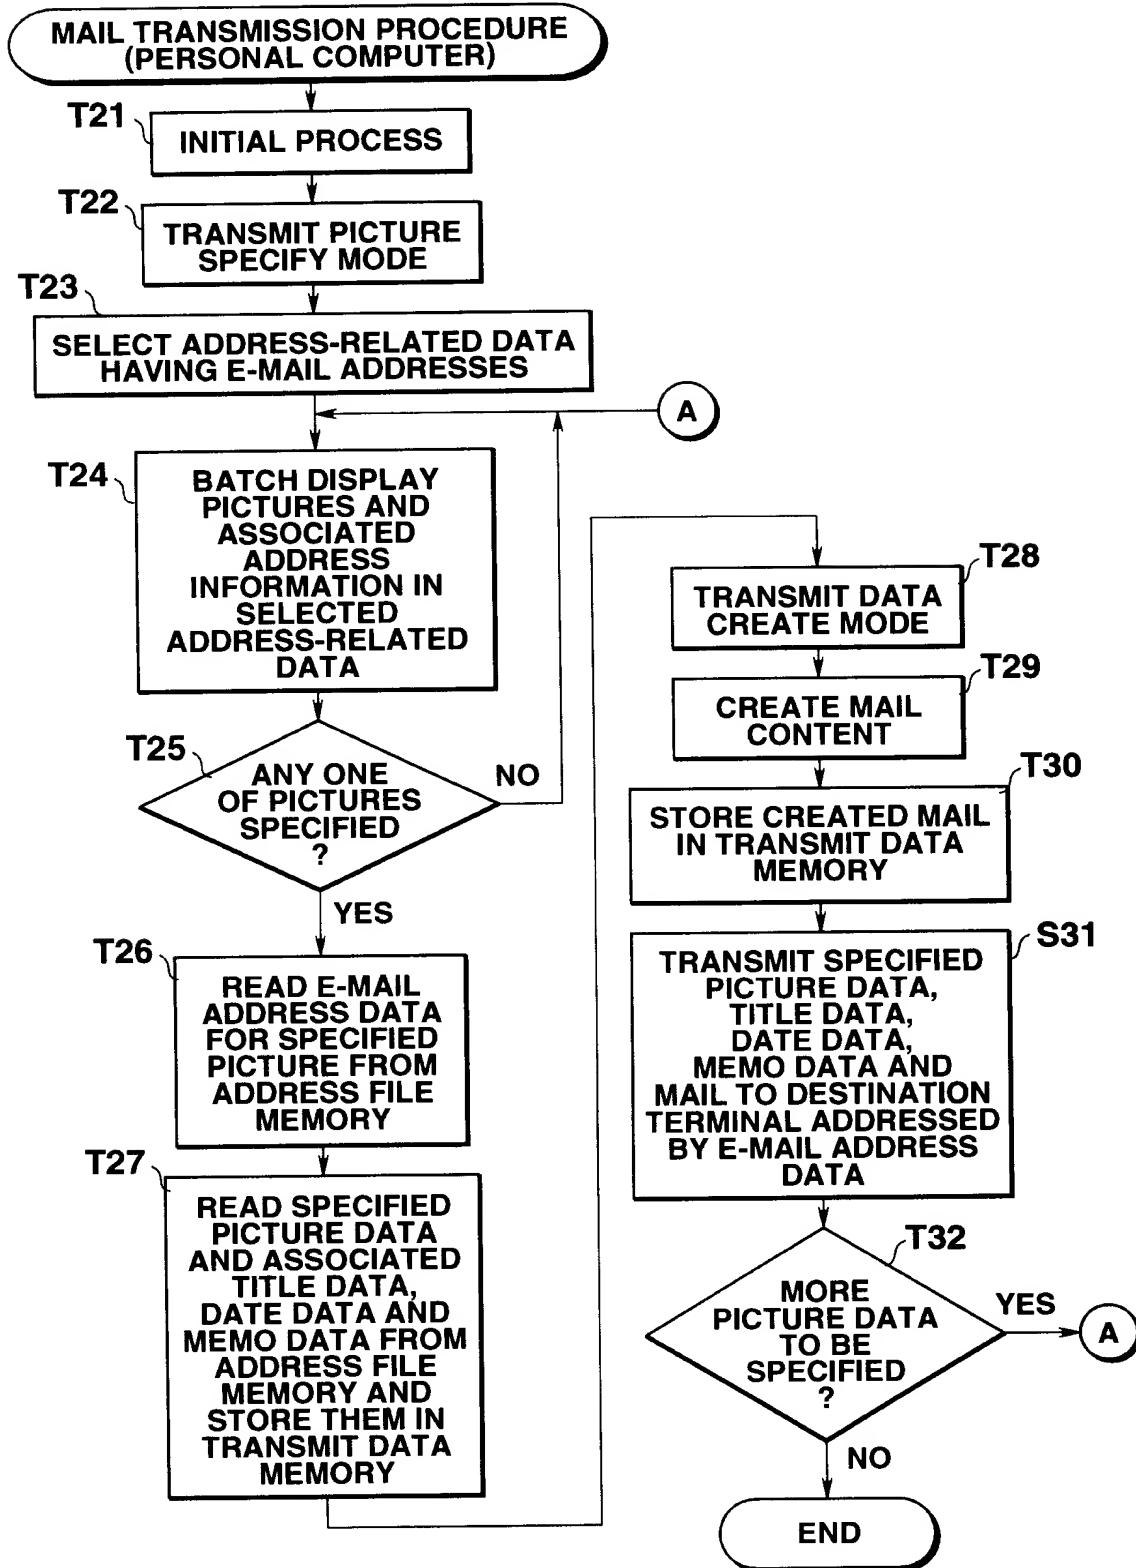 MAIL TRANSMISSION PROCEDURE
(PERSONAL COMPUTER)
T21
INITIAL PROCESS
T22
TRANSMIT PICTURE
SPECIFY MODE
T23
SELECT ADDRESS-RELATED DATA
HAVING E-MAIL ADDRESSES
A
T24
BATCH DISPLAY
PICTURES AND
ASSOCIATED
ADDRESS
INFORMATION IN
SELECTED
ADDRESS-RELATED
DATA
T25
ANY ONE
OF PICTURES
SPECIFIED
?
NO
YES
T26
READ E-MAIL
ADDRESS DATA
FOR SPECIFIED
PICTURE FROM
ADDRESS FILE
MEMORY
T27
READ SPECIFIED
PICTURE DATA
AND ASSOCIATED
TITLE DATA,
DATE DATA AND
MEMO DATA FROM
ADDRESS FILE
MEMORY AND
STORE THEM IN
TRANSMIT DATA
MEMORY
T28
TRANSMIT DATA
CREATE MODE
T29
CREATE MAIL
CONTENT
T30
STORE CREATED MAIL
IN TRANSMIT DATA
MEMORY
S31
TRANSMIT SPECIFIED
PICTURE DATA,
TITLE DATA,
DATE DATA,
MEMO DATA AND
MAIL TO DESTINATION
TERMINAL ADDRESSED
BY E-MAIL ADDRESS
DATA
T32
MORE
PICTURE DATA
TO BE
SPECIFIED
?
YES
A
NO
END